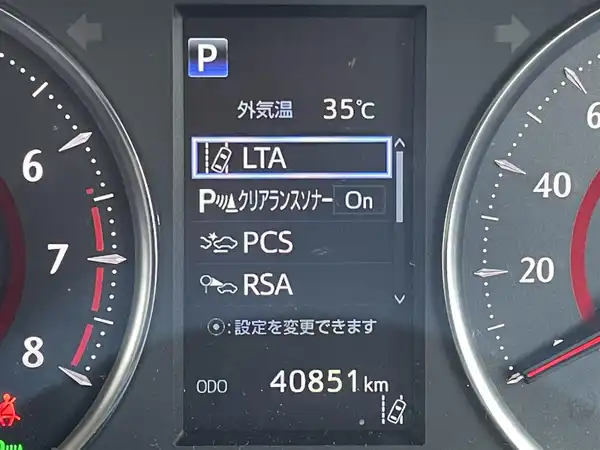 P
外気温 35℃
LTA
P クリアランスソナー On
PCS
RSA
:設定を変更できます
ODO 40851km
6
7
8
6
40
20